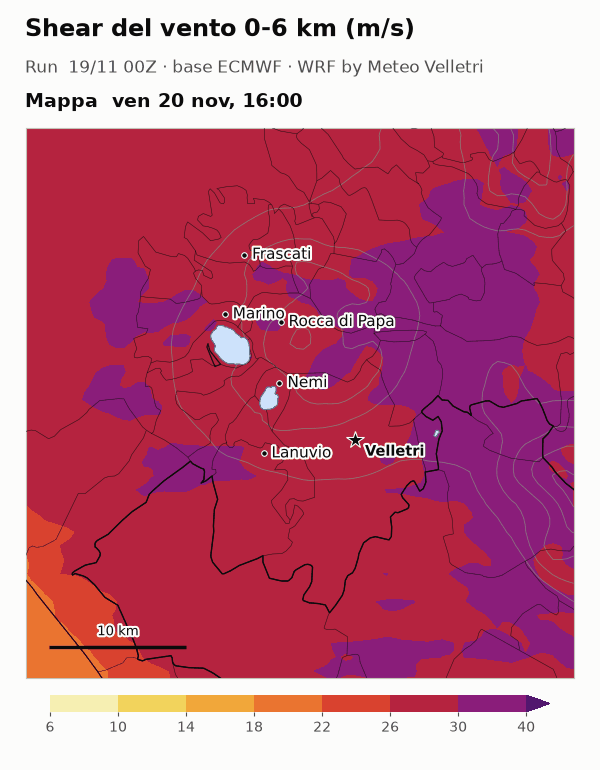 Shear del vento 0-6 km (m/s)
Run 19/11 00Z · base ECMWF · WRF by Meteo Velletri
Mappa ven 20 nov, 16:00
Frascati
Marino
Rocca di Papa
Nemi
Velletri
Lanuvio
10 km
6 10 14 18 22 26 30 40